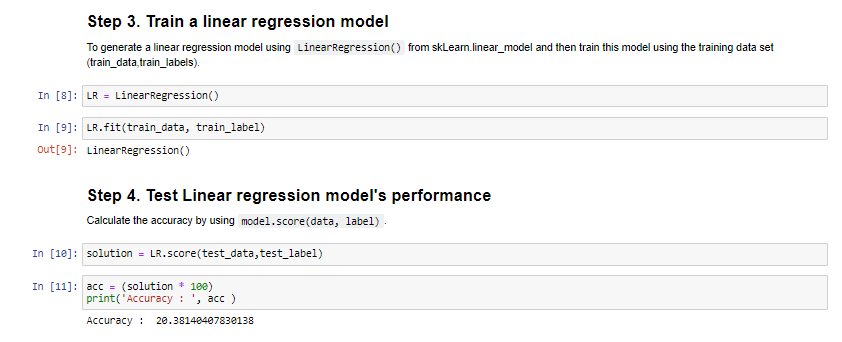 Step 3. Train a linear regression model
To generate a linear regression model using LinearRegression() from skLearn.linear_model and then train this model using the training data set
(train_data,train_labels).
In [8]: LR = LinearRegression()
In [9]: LR.fit(train_data, train_label)
Out[9]: LinearRegression()
Step 4. Test Linear regression model's performance
Calculate the accuracy by using model.score(data, label).
In [10]: solution = LR.score(test_data,test_label)
In [11]: acc = (solution * 100)
print('Accuracy : ', acc )
Accuracy :  20.38140407830138